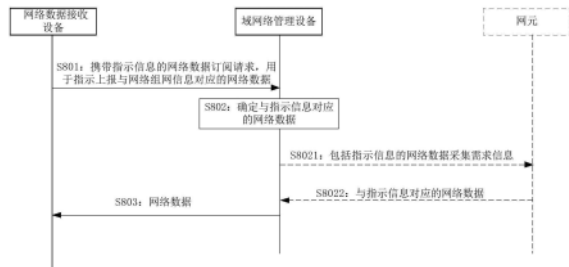 网络数据接收
设备
域网络管理设备
网元
S801：携带指示信息的网络数据订阅请求，用
于指示上报与网络组网信息对应的网络数据
S802：确定与指示信息对应
的网络数据
S8021：包括指示信息的网络数据采集需求信息
S8022：与指示信息对应的网络数据
S803：网络数据